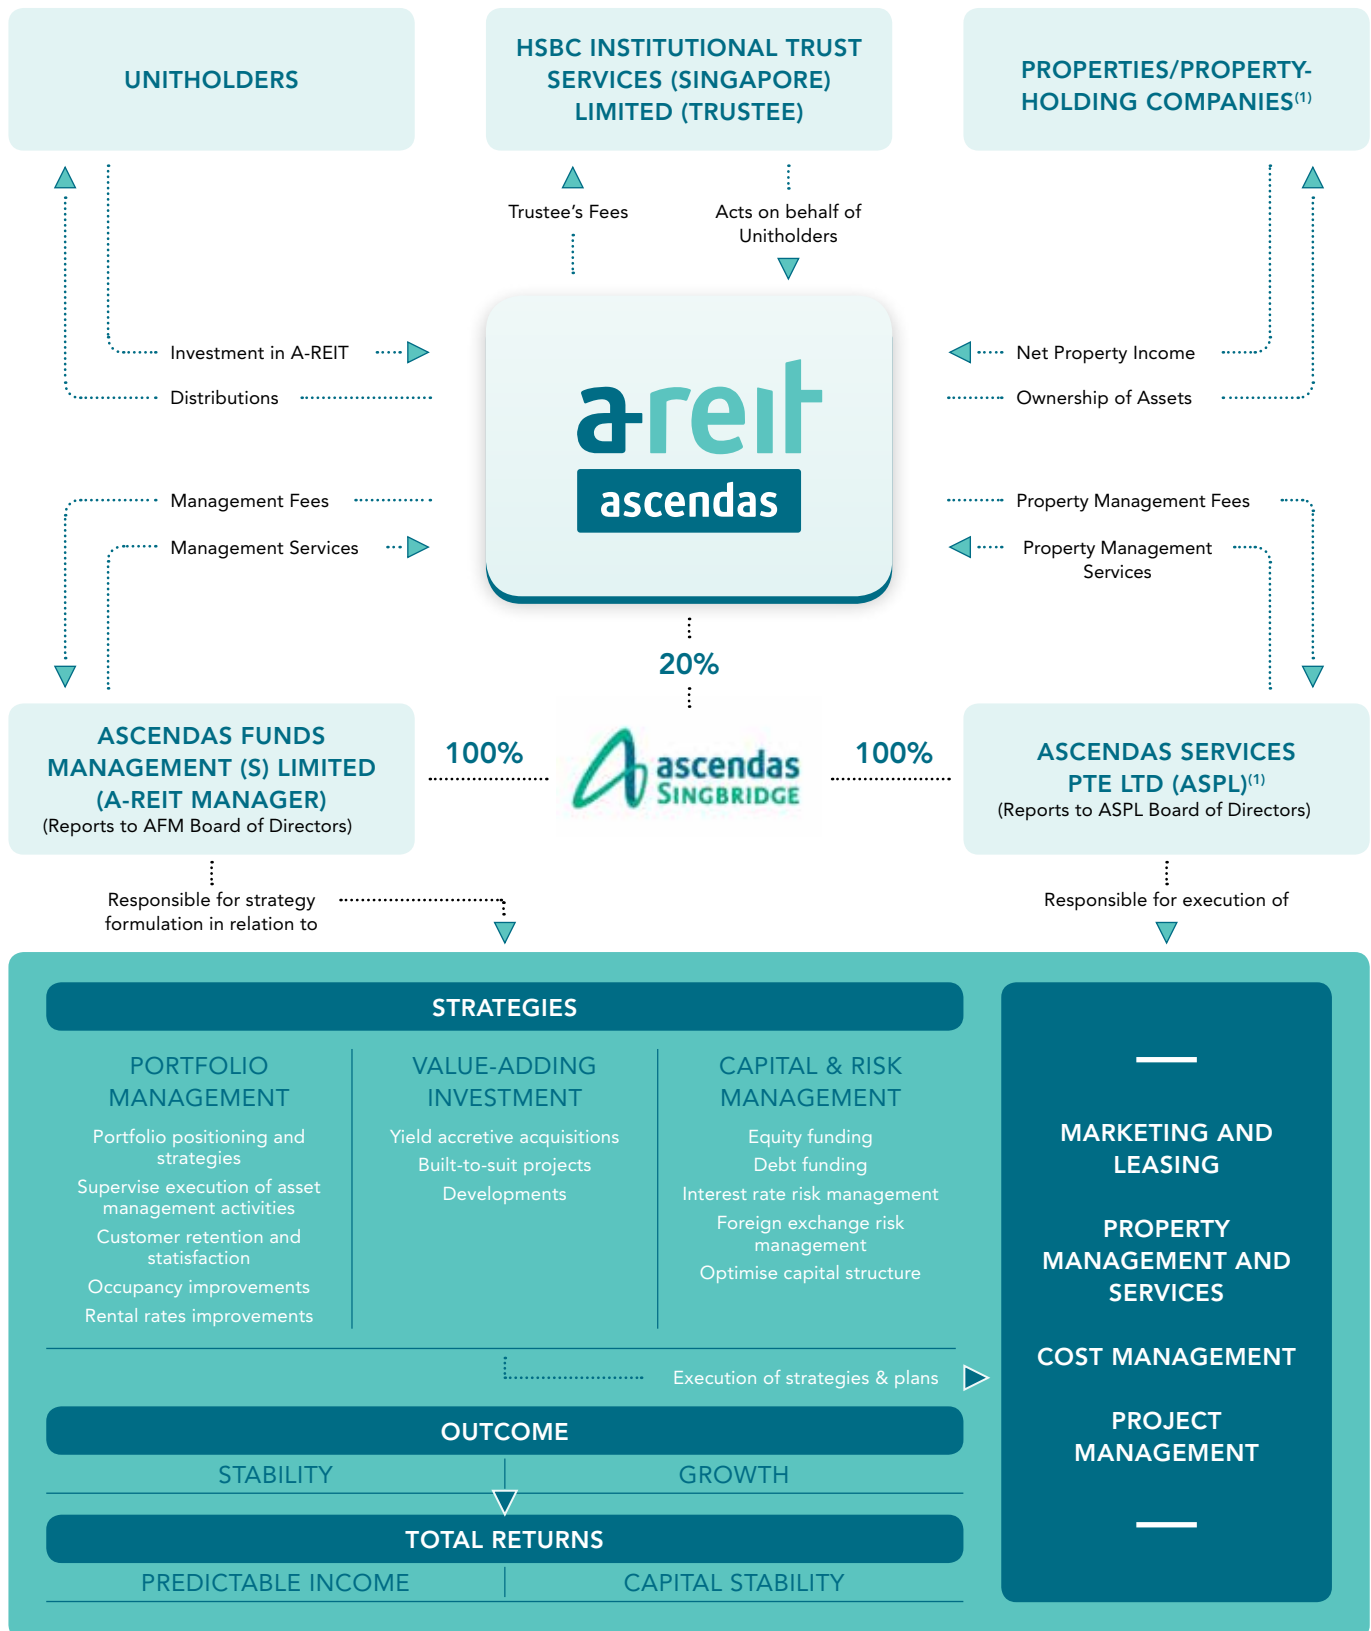 UNITHOLDERS
HSBC INSTITUTIONAL TRUST
SERVICES (SINGAPORE)
LIMITED (TRUSTEE)
PROPERTIES/PROPERTY-
HOLDING COMPANIES(1)
Trustee’s Fees
Acts on behalf of
Unitholders
Investment in A-REIT
Distributions
Management Fees
Management Services
a-reit
ascendas
Net Property Income
Ownership of Assets
Property Management Fees
Property Management
Services
20%
ASCENDAS FUNDS
MANAGEMENT (S) LIMITED
(A-REIT MANAGER)
(Reports to AFM Board of Directors)
100%
ascendas
SINGBRIDGE
100%
ASCENDAS SERVICES
PTE LTD (ASPL)(1)
(Reports to ASPL Board of Directors)
Responsible for strategy
formulation in relation to
Responsible for execution of
STRATEGIES
PORTFOLIO
MANAGEMENT
Portfolio positioning and
strategies
Supervise execution of asset
management activities
Customer retention and
statisfaction
Occupancy improvements
Rental rates improvements
VALUE-ADDING
INVESTMENT
Yield accretive acquisitions
Built-to-suit projects
Developments
CAPITAL & RISK
MANAGEMENT
Equity funding
Debt funding
Interest rate risk management
Foreign exchange risk
management
Optimise capital structure
Execution of strategies & plans
MARKETING AND
LEASING
PROPERTY
MANAGEMENT AND
SERVICES
COST MANAGEMENT
PROJECT
MANAGEMENT
OUTCOME
STABILITY
GROWTH
TOTAL RETURNS
PREDICTABLE INCOME
CAPITAL STABILITY